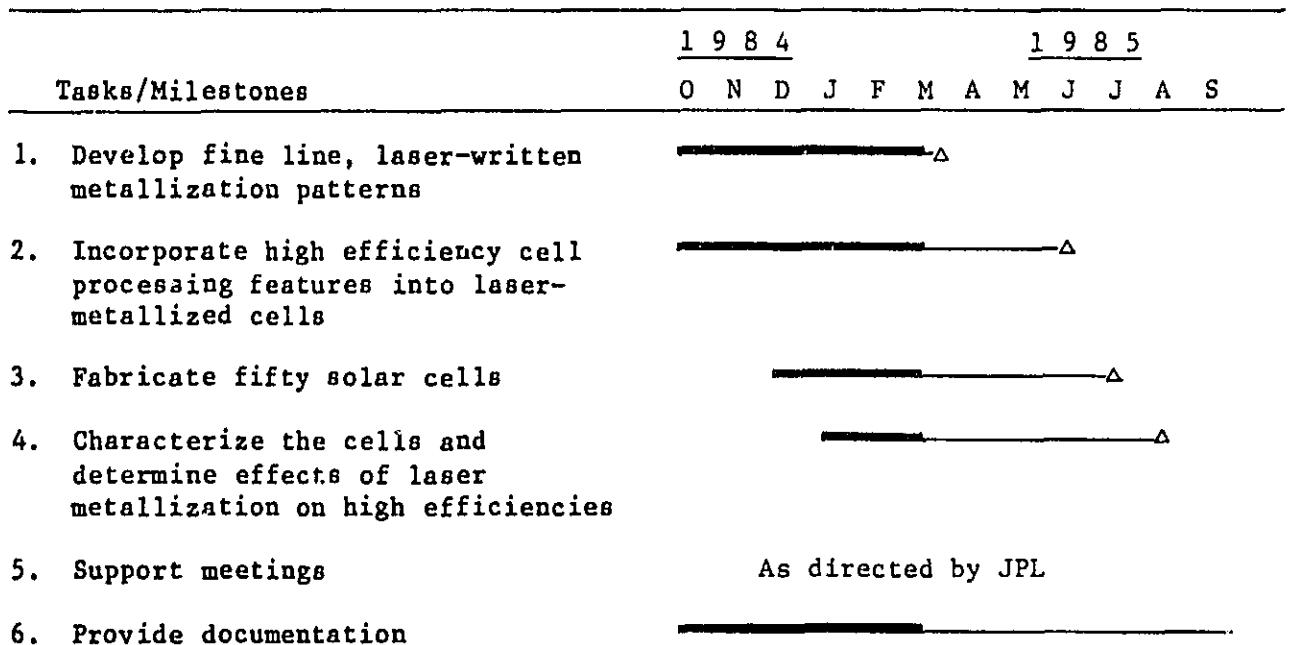 1 9 8 4 1 9 8 5
Tasks/Milestones O N D J F M A M J J A S
1. Develop fine line, laser-written
metallization patterns
2. Incorporate high efficiency cell
processing features into laser-
metallized cells
3. Fabricate fifty solar cells
4. Characterize the cells and
determine effects of laser
metallization on high efficiencies
5. Support meetings As directed by JPL
6. Provide documentation